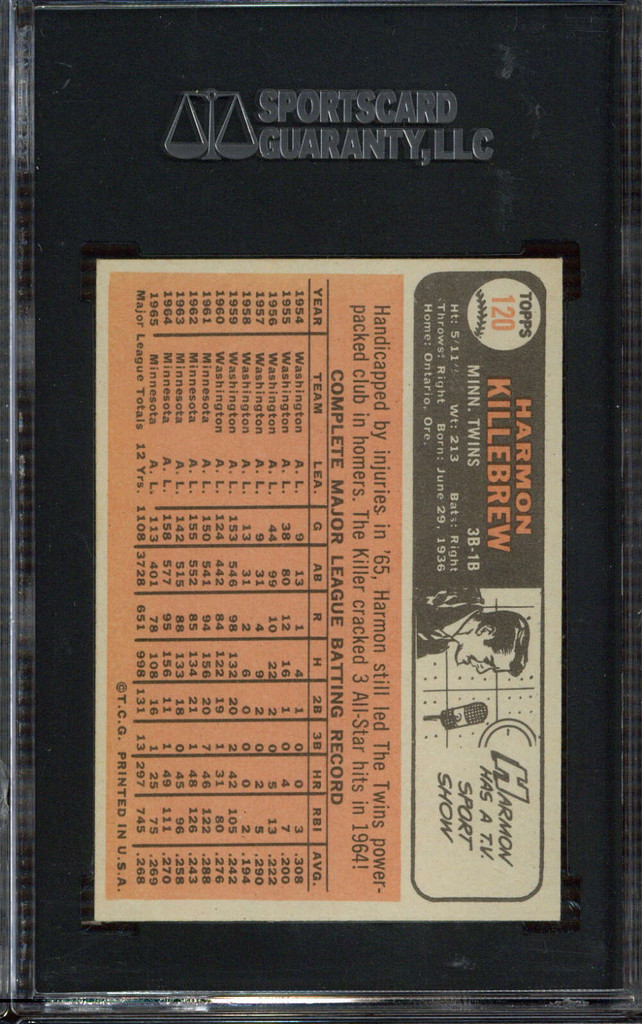 SPORTSCARD
GUARANTY, LLC
TOPPS
120
HARMON
KILLEBREW
MINN. TWINS 3B-1B
Ht: 5/11½ Wt: 213 Bats: Right
Throws: Right Born: June 29, 1936
Home: Ontario, Ore.
HARMON
HAS A T.V.
SPORT
SHOW
Handicapped by injuries in '65, Harmon still led The Twins power-
packed club in homers. The Killer cracked 3 All-Star hits in 1964!
COMPLETE MAJOR LEAGUE BATTING RECORD
YEAR TEAM LEA. G AB R H 2B 3B HR RBI AVG.
1954 Washington A. L. 9 13 1 4 1 0 0 3 .308
1955 Washington A. L. 38 80 12 16 1 0 4 7 .200
1956 Washington A. L. 44 99 10 22 2 0 5 13 .222
1957 Washington A. L. 9 31 4 9 2 0 2 5 .290
1958 Washington A. L. 13 31 2 6 0 0 0 2 .194
1959 Washington A. L. 153 546 98 132 20 2 42 105 .242
1960 Washington A. L. 124 442 84 122 19 1 31 80 .276
1961 Minnesota A. L. 150 541 94 156 20 7 46 122 .288
1962 Minnesota A. L. 155 552 85 134 21 1 48 126 .243
1963 Minnesota A. L. 142 515 88 133 18 0 45 96 .258
1964 Minnesota A. L. 158 577 95 156 11 1 49 111 .270
1965 Minnesota A. L. 113 401 78 108 16 1 25 75 .269
Major League Totals 12 Yrs. 1108 3728 651 998 131 13 297 745 .268
©T.C.G. PRINTED IN U.S.A.